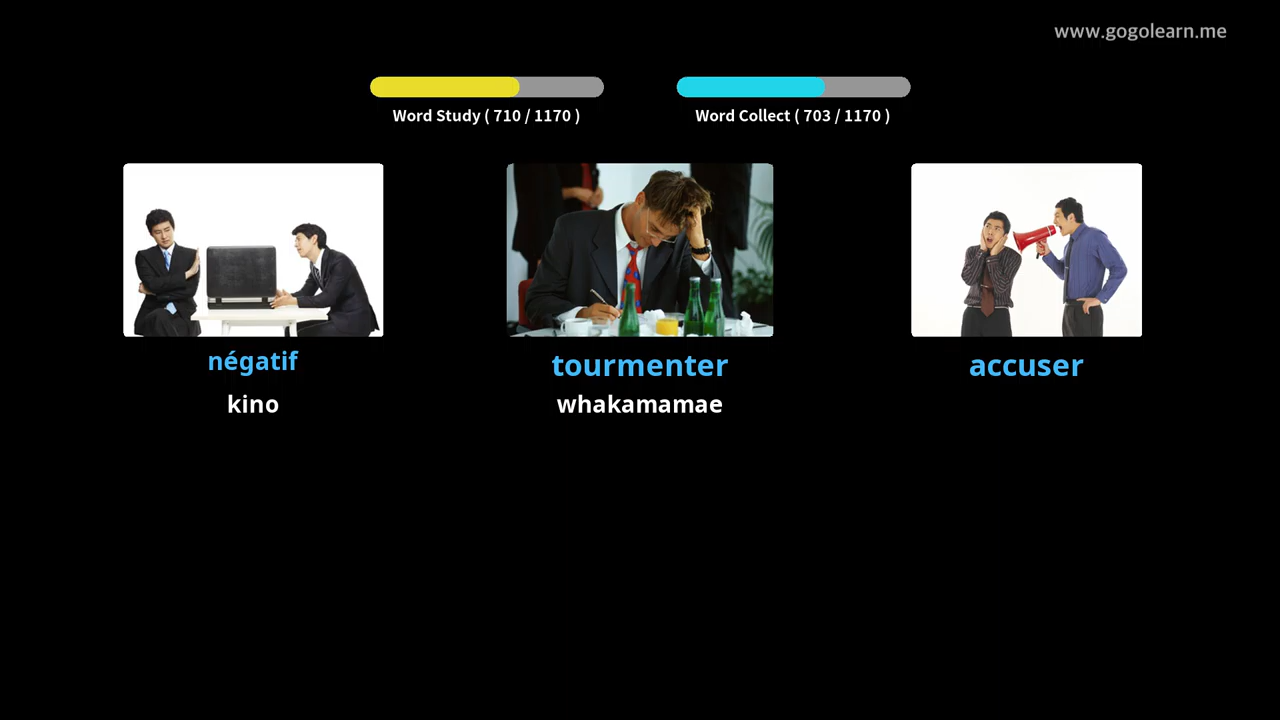 www.gogolearn.me
Word Study ( 710 / 1170 )
Word Collect ( 703 / 1170 )
négatif
tourmenter
accuser
kino
whakamamae